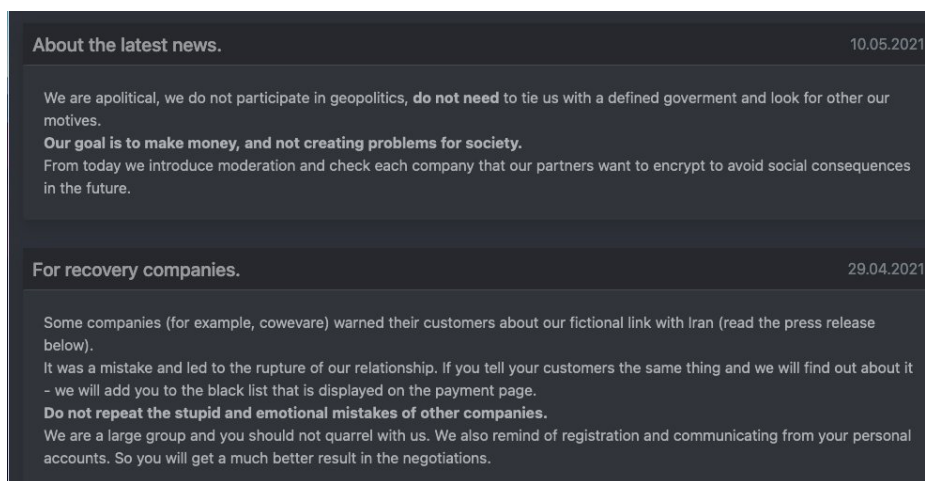 About the latest news.
10.05.2021
We are apolitical, we do not participate in geopolitics, do not need to tie us with a defined goverment and look for other our
motives.
Our goal is to make money, and not creating problems for society.
From today we introduce moderation and check each company that our partners want to encrypt to avoid social consequences
in the future.
For recovery companies.
29.04.2021
Some companies (for example, cowevare) warned their customers about our fictional link with Iran (read the press release
below).
It was a mistake and led to the rupture of our relationship. If you tell your customers the same thing and we will find out about it
- we will add you to the black list that is displayed on the payment page.
Do not repeat the stupid and emotional mistakes of other companies.
We are a large group and you should not quarrel with us. We also remind of registration and communicating from your personal
accounts. So you will get a much better result in the negotiations.